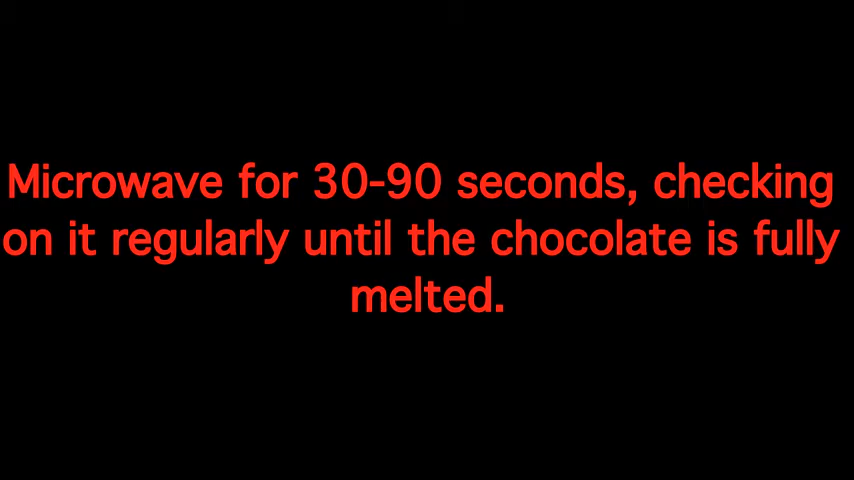 Microwave for 30-90 seconds, checking
on it regularly until the chocolate is fully
melted.